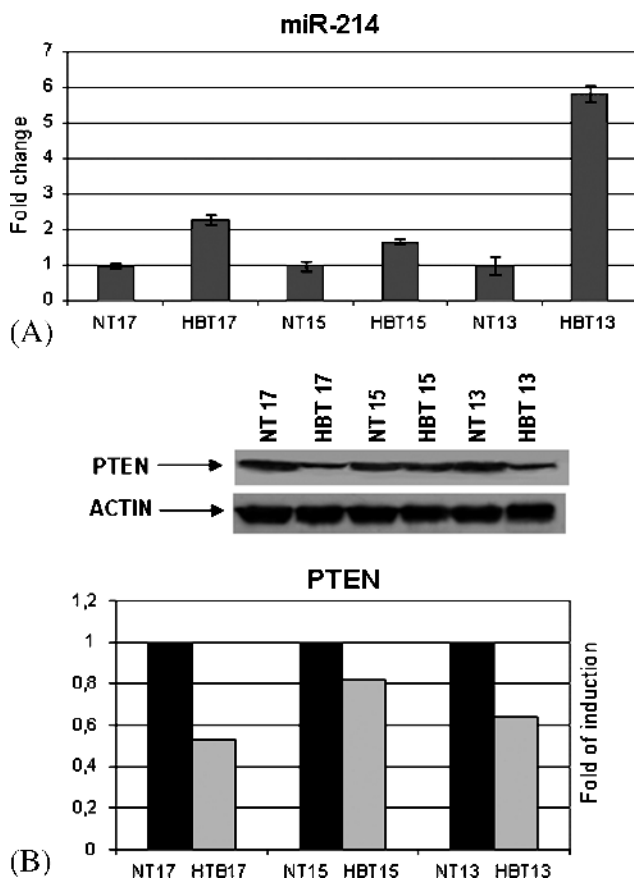 miR-214
7
6
5
4
3
2
1
0
Fold change
NT17 HBT17 NT15 HBT15 NT13 HBT13
(A)
NT 17 HBT 17 NT 15 HBT 15 NT 13 HBT 13
PTEN
ACTIN
PTEN
1,2
1
0,8
0,6
0,4
0,2
0
Fold of induction
NT17 HTB17 NT15 HBT15 NT13 HBT13
(B)